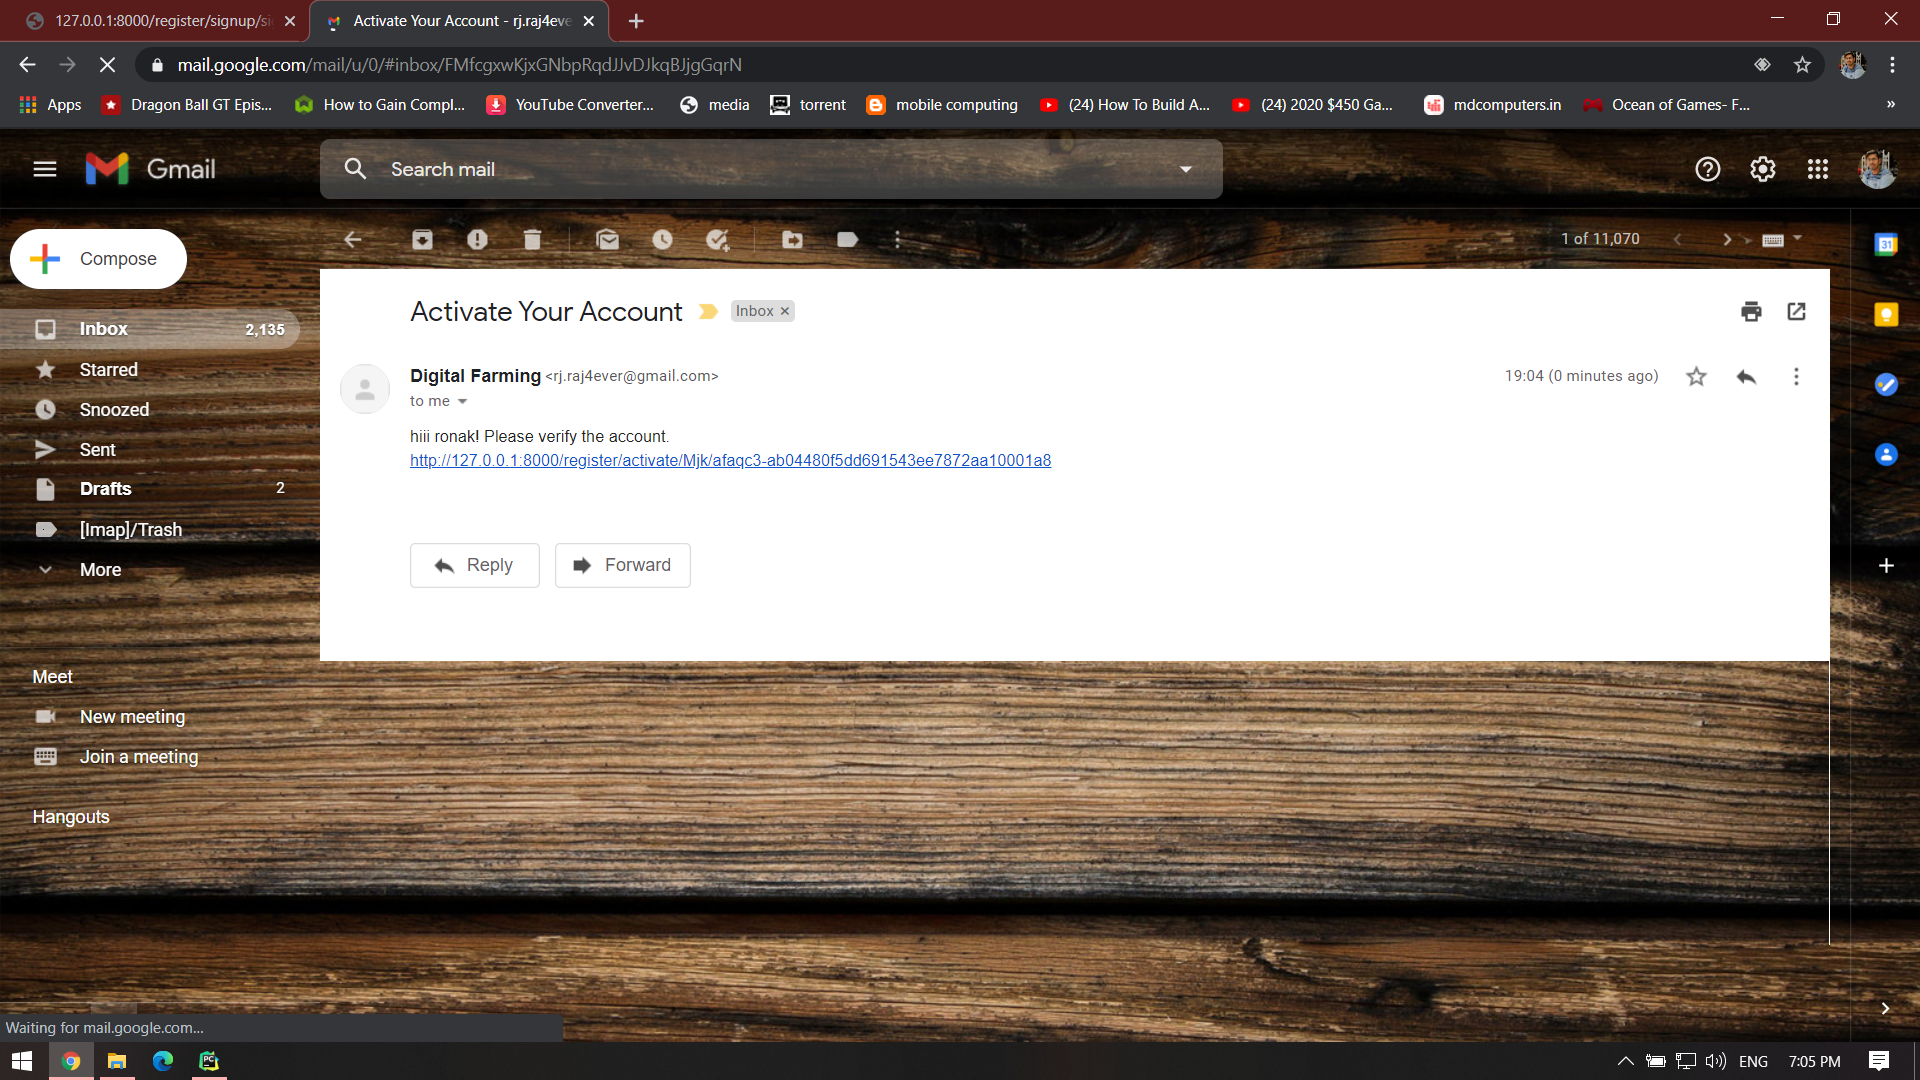 127.0.0.1:8000/register/signup/si
Activate Your Account - rj.raj4eve
mail.google.com/mail/u/0/#inbox/FMfcgxwKjxGNbpRqdJJvDJkqBJjgGqrN
Apps
Dragon Ball GT Epis...
How to Gain Compl...
YouTube Converter...
media
torrent
mobile computing
(24) How To Build A...
(24) 2020 $450 Ga...
mdcomputers.in
Ocean of Games- F...
»
Gmail
Search mail
Compose
1 of 11,070
31
Inbox 2,135
Starred
Snoozed
Sent
Drafts 2
[Imap]/Trash
More
Meet
New meeting
Join a meeting
Hangouts
Activate Your Account
Inbox ×
Digital Farming <rj.raj4ever@gmail.com>
19:04 (0 minutes ago)
to me
hiii ronak! Please verify the account.
http://127.0.0.1:8000/register/activate/Mjk/afaqc3-ab04480f5dd691543ee7872aa10001a8
Reply
Forward
Waiting for mail.google.com...
PC
ENG
7:05 PM